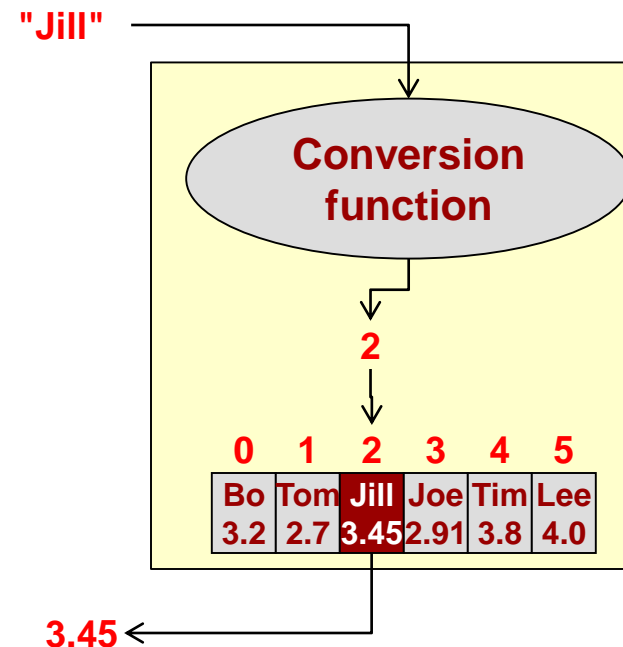 "Jill"
Conversion
function
2
0 1 2 3 4 5
Bo Tom Jill Joe Tim Lee
3.2 2.7 3.45 2.91 3.8 4.0
3.45